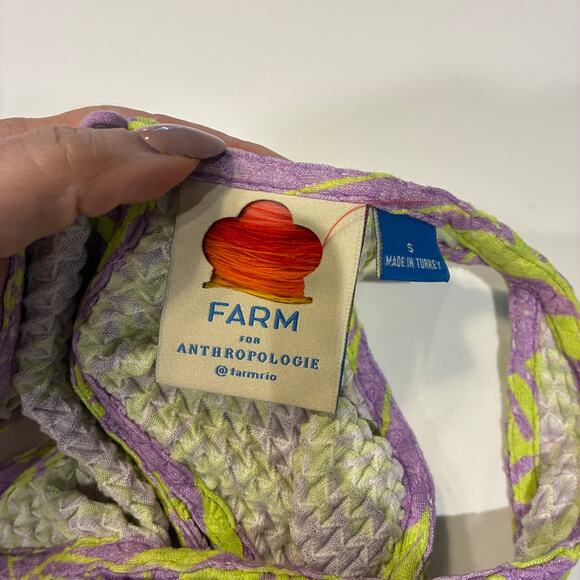 FARM
FOR
ANTHROPOLOGIE
@farmrio
S
MADE IN TURKEY